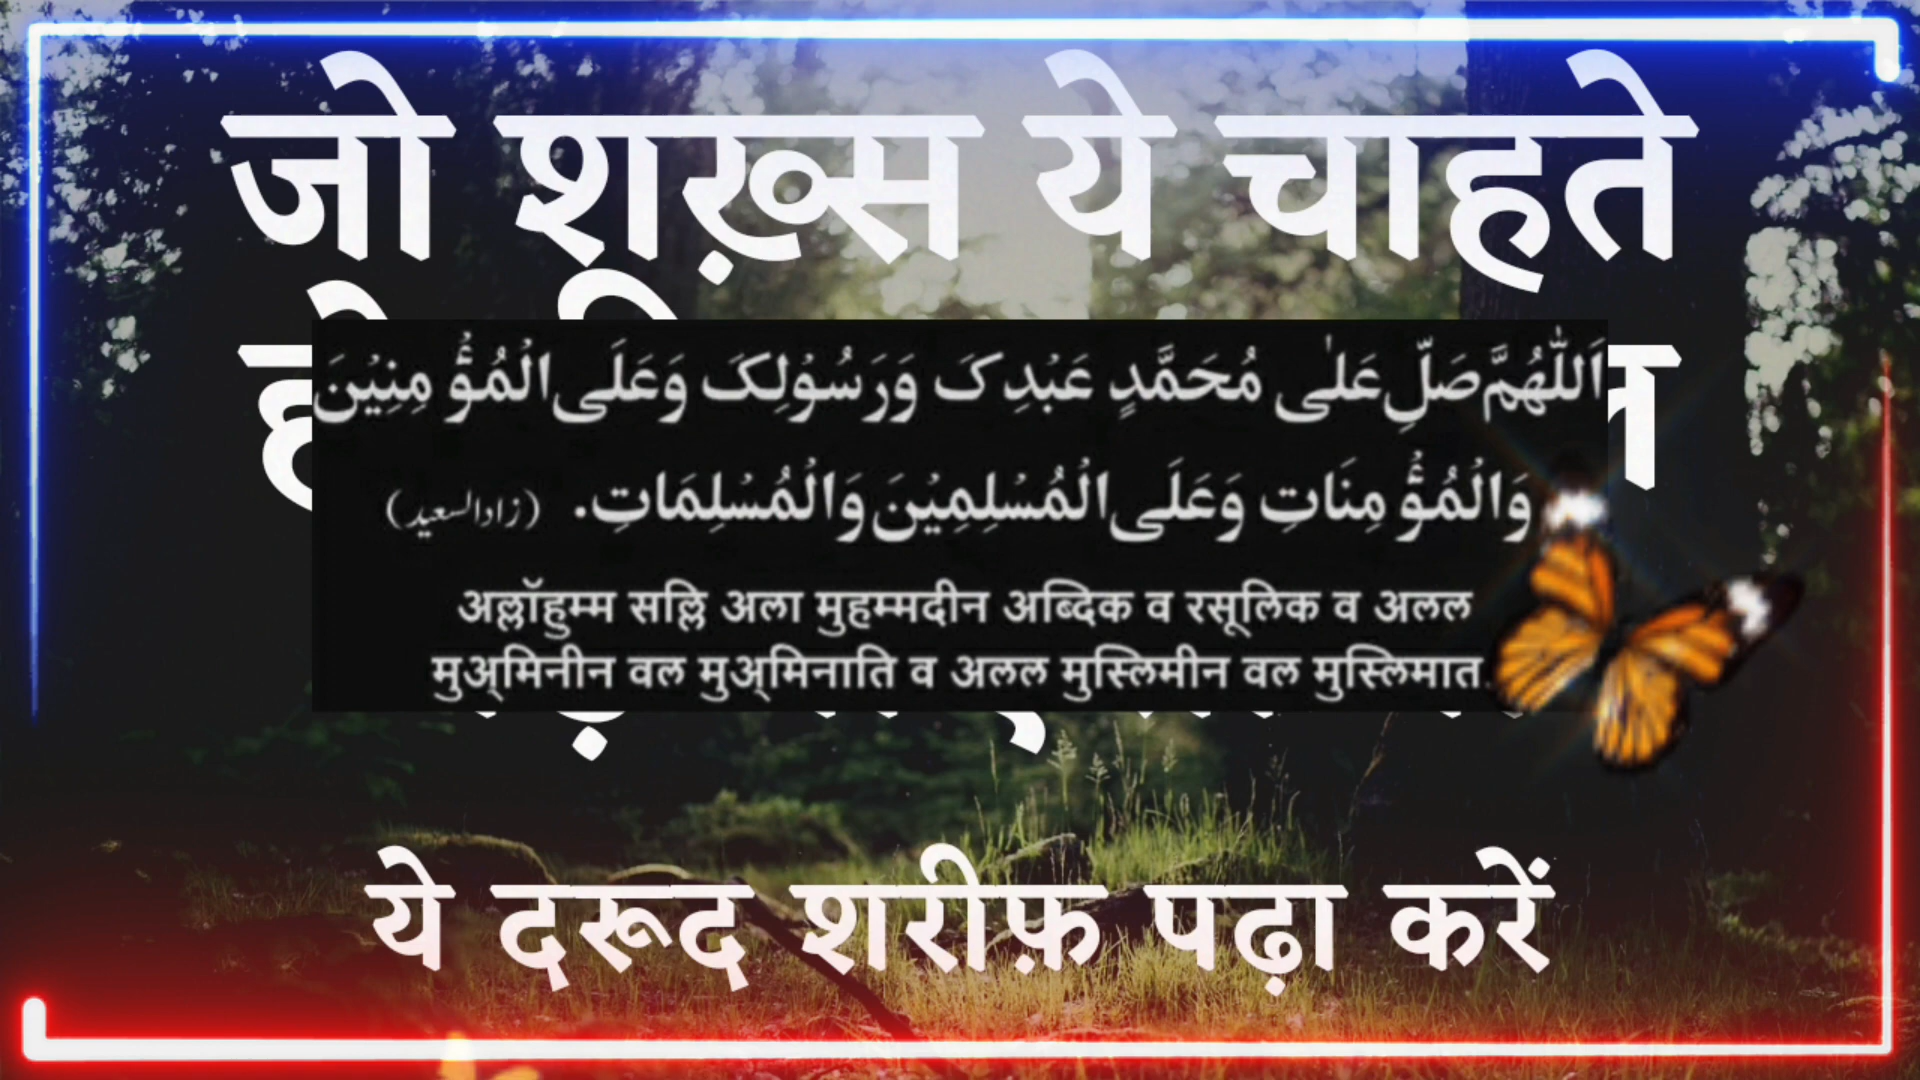 जो शख़्स ये चाहते
اَللّٰهُمَّ صَلِّ عَلٰی مُحَمَّدٍ عَبْدِکَ وَرَسُوْلِکَ وَعَلَی الْمُؤْمِنِیْنَ
وَالْمُؤْمِنَاتِ وَعَلَی الْمُسْلِمِیْنَ وَالْمُسْلِمَاتِ. (زادالسعید)
अल्लॉहुम्म सल्लि अला मुहम्मदीन अब्दिक व रसूलिक व अलल
मुअ्मिनीन वल मुअ्मिनाति व अलल मुस्लिमीन वल मुस्लिमात.
ये दरूद शरीफ़ पढ़ा करें